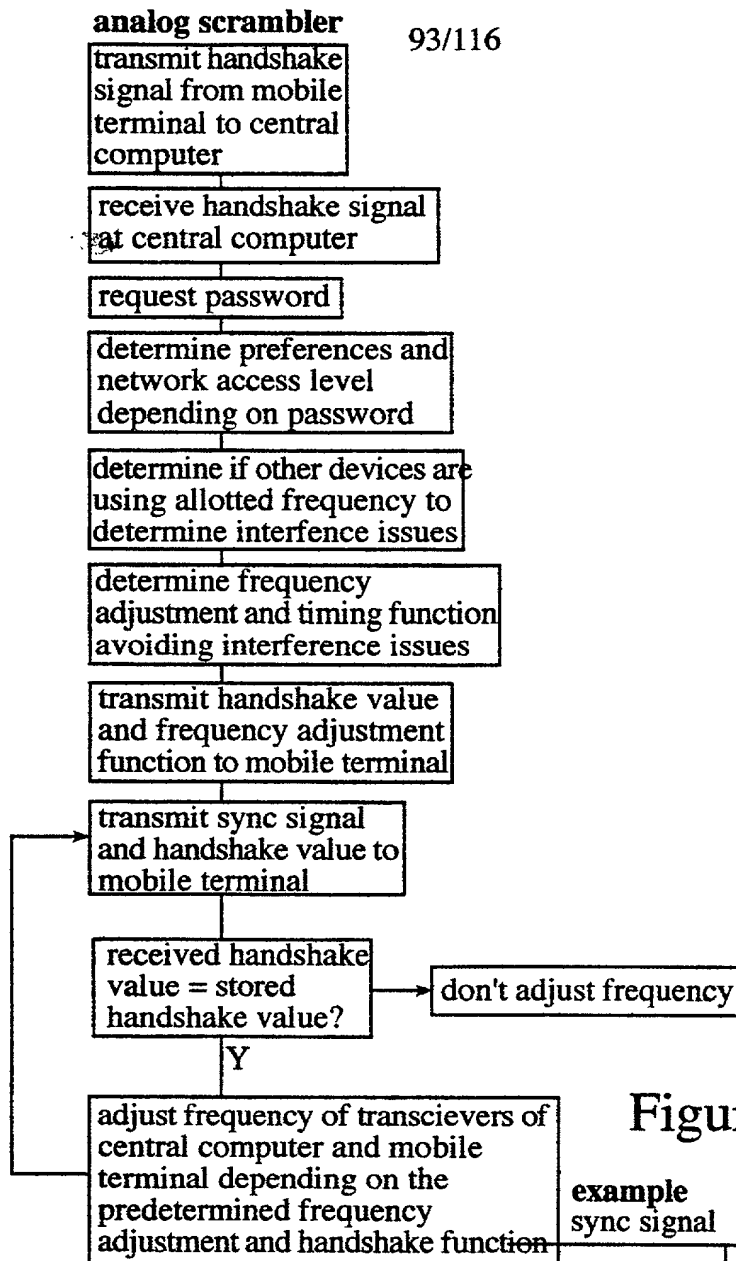 analog scrambler
93/116
transmit handshake
signal from mobile
terminal to central
computer
receive handshake signal
at central computer
request password
determine preferences and
network access level
depending on password
determine if other devices are
using allotted frequency to
determine interfence issues
determine frequency
adjustment and timing function
avoiding interference issues
transmit handshake value
and frequency adjustment
function to mobile terminal
transmit sync signal
and handshake value to
mobile terminal
received handshake
value = stored
handshake value?
don't adjust frequency
Y
adjust frequency of transcievers of
central computer and mobile
terminal depending on the
predetermined frequency
adjustment and handshake function
Figu
example
sync signal